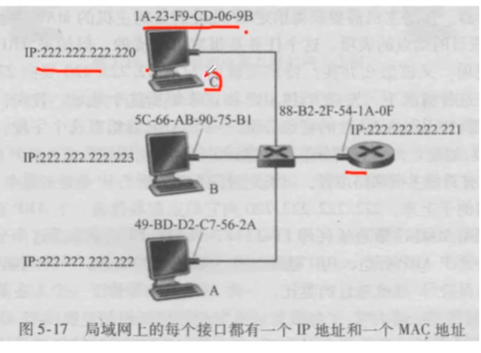 1A-23-F9-CD-06-9B
IP:222.222.222.220
C
5C-66-AB-90-75-B1
88-B2-2F-54-1A-0F
IP:222.222.222.221
IP:222.222.222.223
B
49-BD-D2-C7-56-2A
IP:222.222.222.222
A
图 5-17 局域网上的每个接口都有一个 IP 地址和一个 MAC 地址